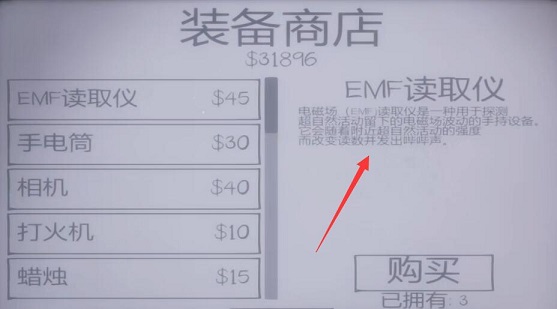 装备商店
$31896
EMF读取仪 $45
手电筒 $30
相机 $40
打火机 $10
蜡烛 $15
EMF读取仪
电磁场（EMF)读取仪是一种用于探测
超自然活动留下的电磁场波动的手持设备。
它会随着附近超自然活动的强度
而改变读数并发出哔哔声。
购买
已拥有: 3